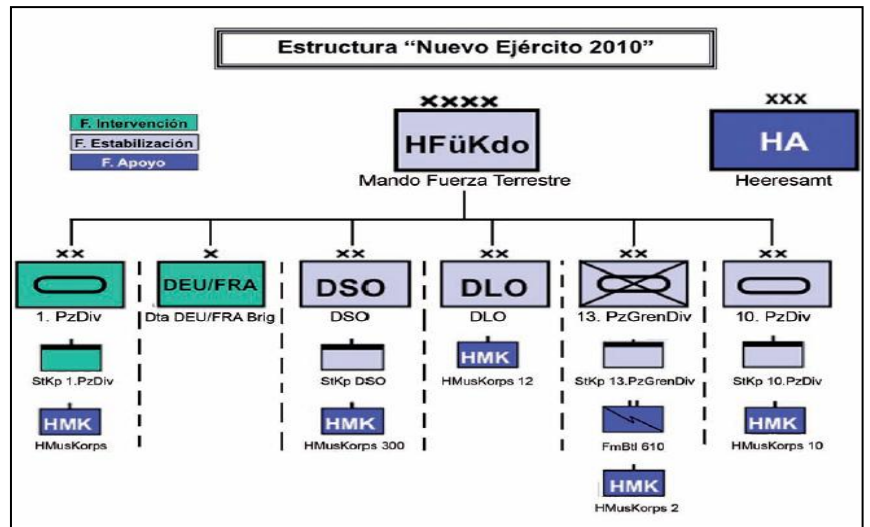 Estructura “Nuevo Ejército 2010”
F. Intervención
F. Estabilización
F. Apoyo
xxxx
HFüKdo
Mando Fuerza Terrestre
xxx
HA
Heeresamt
xx
1. PzDiv
StKp 1.PzDiv
HMK
HMusKorps
x
DEU/FRA
Dta DEU/FRA Brig
xx
DSO
DSO
StKp DSO
HMK
HMusKorps 300
xx
DLO
DLO
HMK
HMusKorps 12
xx
13. PzGrenDiv
StKp 13.PzGrenDiv
FmBtl 610
HMK
HMusKorps 2
xx
10. PzDiv
StKp 10.PzDiv
HMK
HMusKorps 10